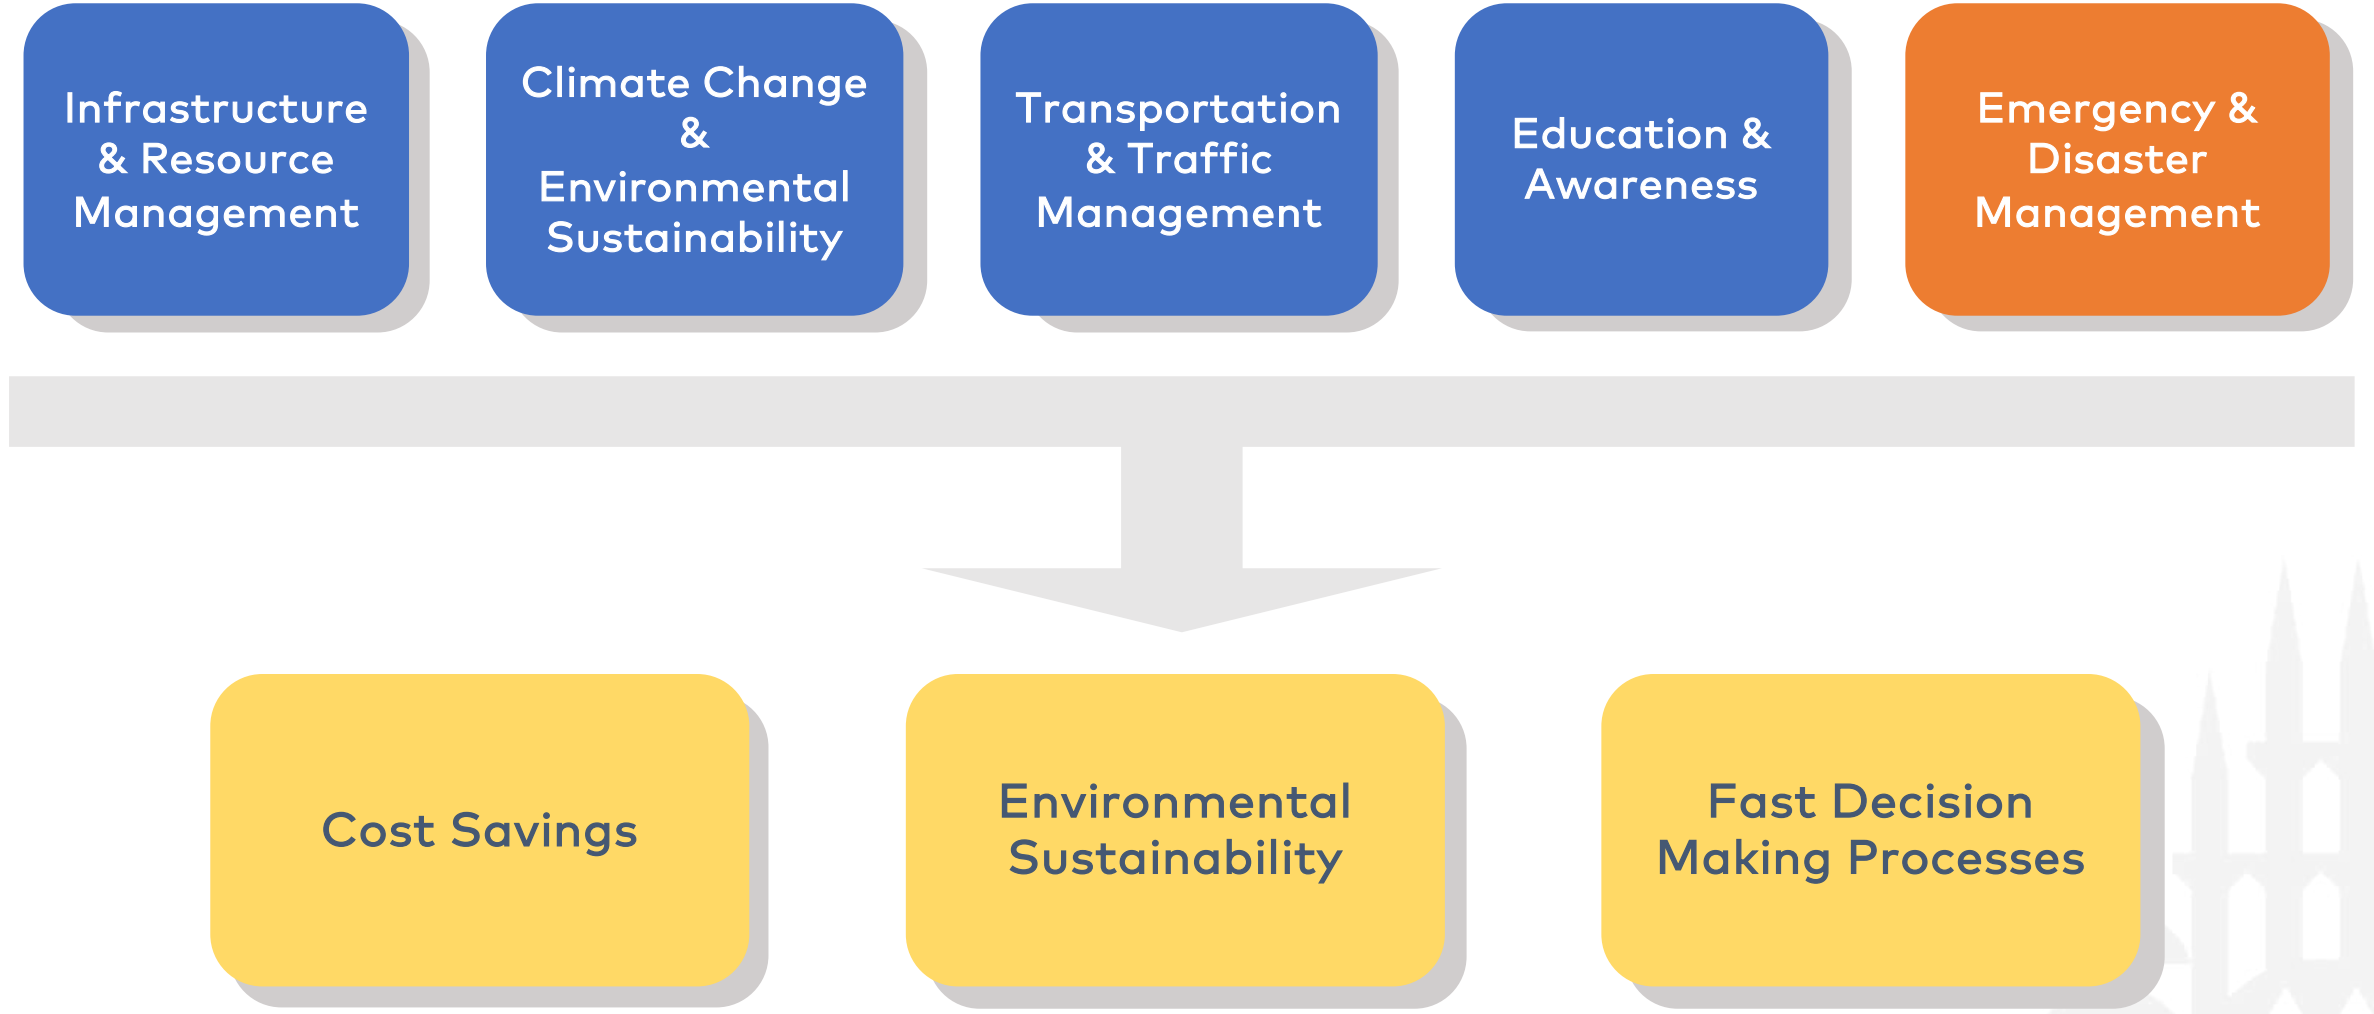 Infrastructure
& Resource
Management
Climate Change
&
Environmental
Sustainability
Transportation
& Traffic
Management
Education &
Awareness
Emergency &
Disaster
Management
Cost Savings
Environmental
Sustainability
Fast Decision
Making Processes